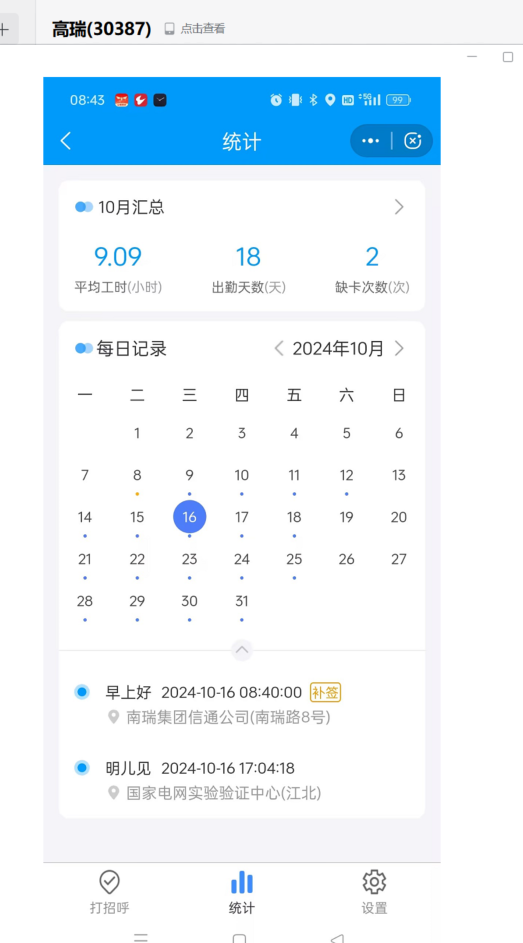 高瑞(30387) 点击查看
08:43 HD 5G 99
统计
10月汇总
9.09 18 2
平均工时(小时) 出勤天数(天) 缺卡次数(次)
每日记录 2024年10月
一 二 三 四 五 六 日
1 2 3 4 5 6
7 8 9 10 11 12 13
14 15 16 17 18 19 20
21 22 23 24 25 26 27
28 29 30 31
早上好 2024-10-16 08:40:00 补签
南瑞集团信通公司(南瑞路8号)
明儿见 2024-10-16 17:04:18
国家电网实验验证中心(江北)
打招呼 统计 设置